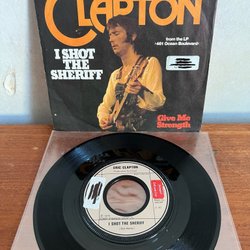 CLAPTON
I SHOT
THE
SHERIFF
from the LP
»461 Ocean Boulevard«
Give Me
Strength
ERIC CLAPTON
I SHOT THE SHERIFF